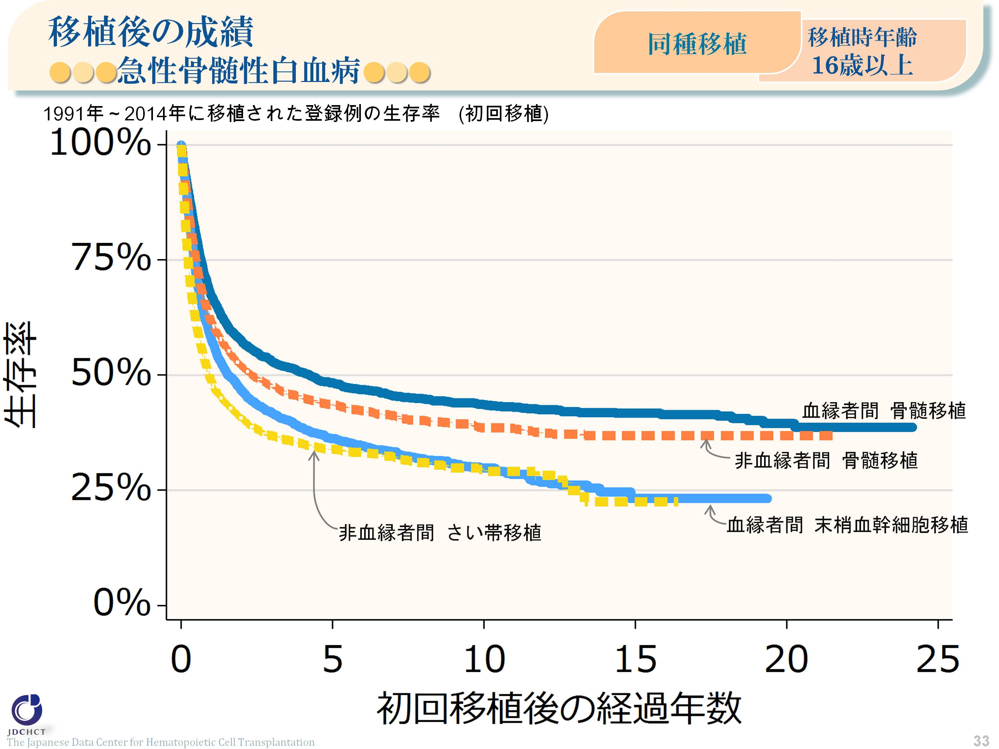 移植後の成績
急性骨髄性白血病
同種移植
移植時年齢
16歳以上
1991年～2014年に移植された登録例の生存率　(初回移植)
100%
75%
50%
25%
0%
生存率
血縁者間　骨髄移植
非血縁者間　骨髄移植
血縁者間　末梢血幹細胞移植
非血縁者間　さい帯移植
0 5 10 15 20 25
初回移植後の経過年数
JDCHCT
The Japanese Data Center for Hematopoietic Cell Transplantation
33